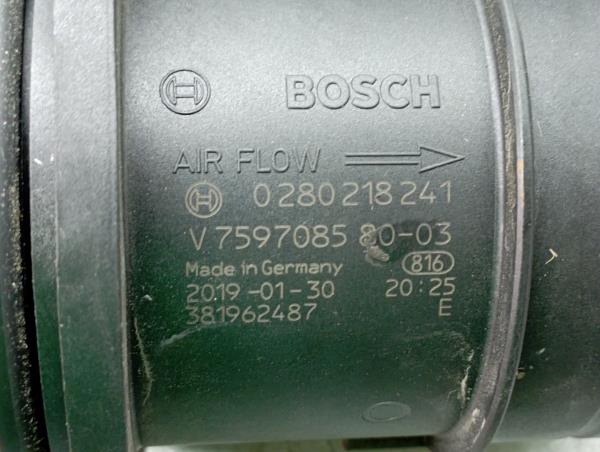 BOSCH
AIR FLOW
0 280 218 241
V 7597085 80-03
Made in Germany 816
2019-01-30 20:25
381962487 E